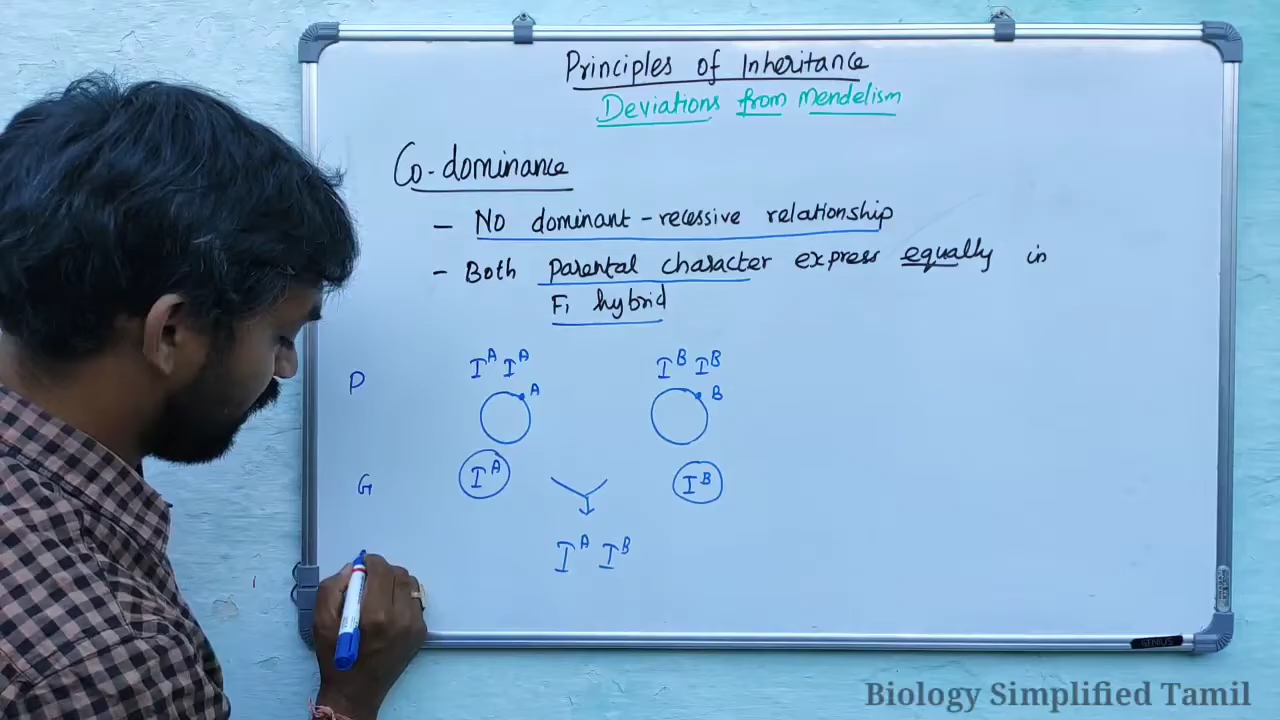 Principles of Inheritance
Deviations from Mendelism
Co-dominance
- No dominant-recessive relationship
- Both parental character express equally in
F₁ hybrid
Iᴬ Iᴬ Iᴮ Iᴮ
P A B
G Iᴬ Iᴮ
Iᴬ Iᴮ
Biology Simplified Tamil